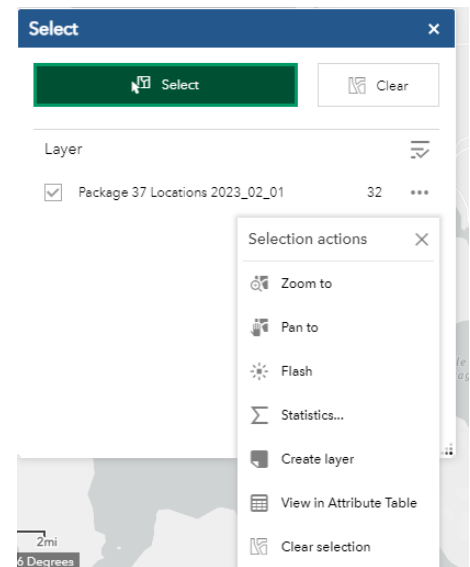 Select
Select
Clear
Layer
Package 37 Locations 2023_02_01 32
Selection actions
Zoom to
Pan to
Flash
Statistics...
Create layer
View in Attribute Table
Clear selection
2mi
6 Degrees